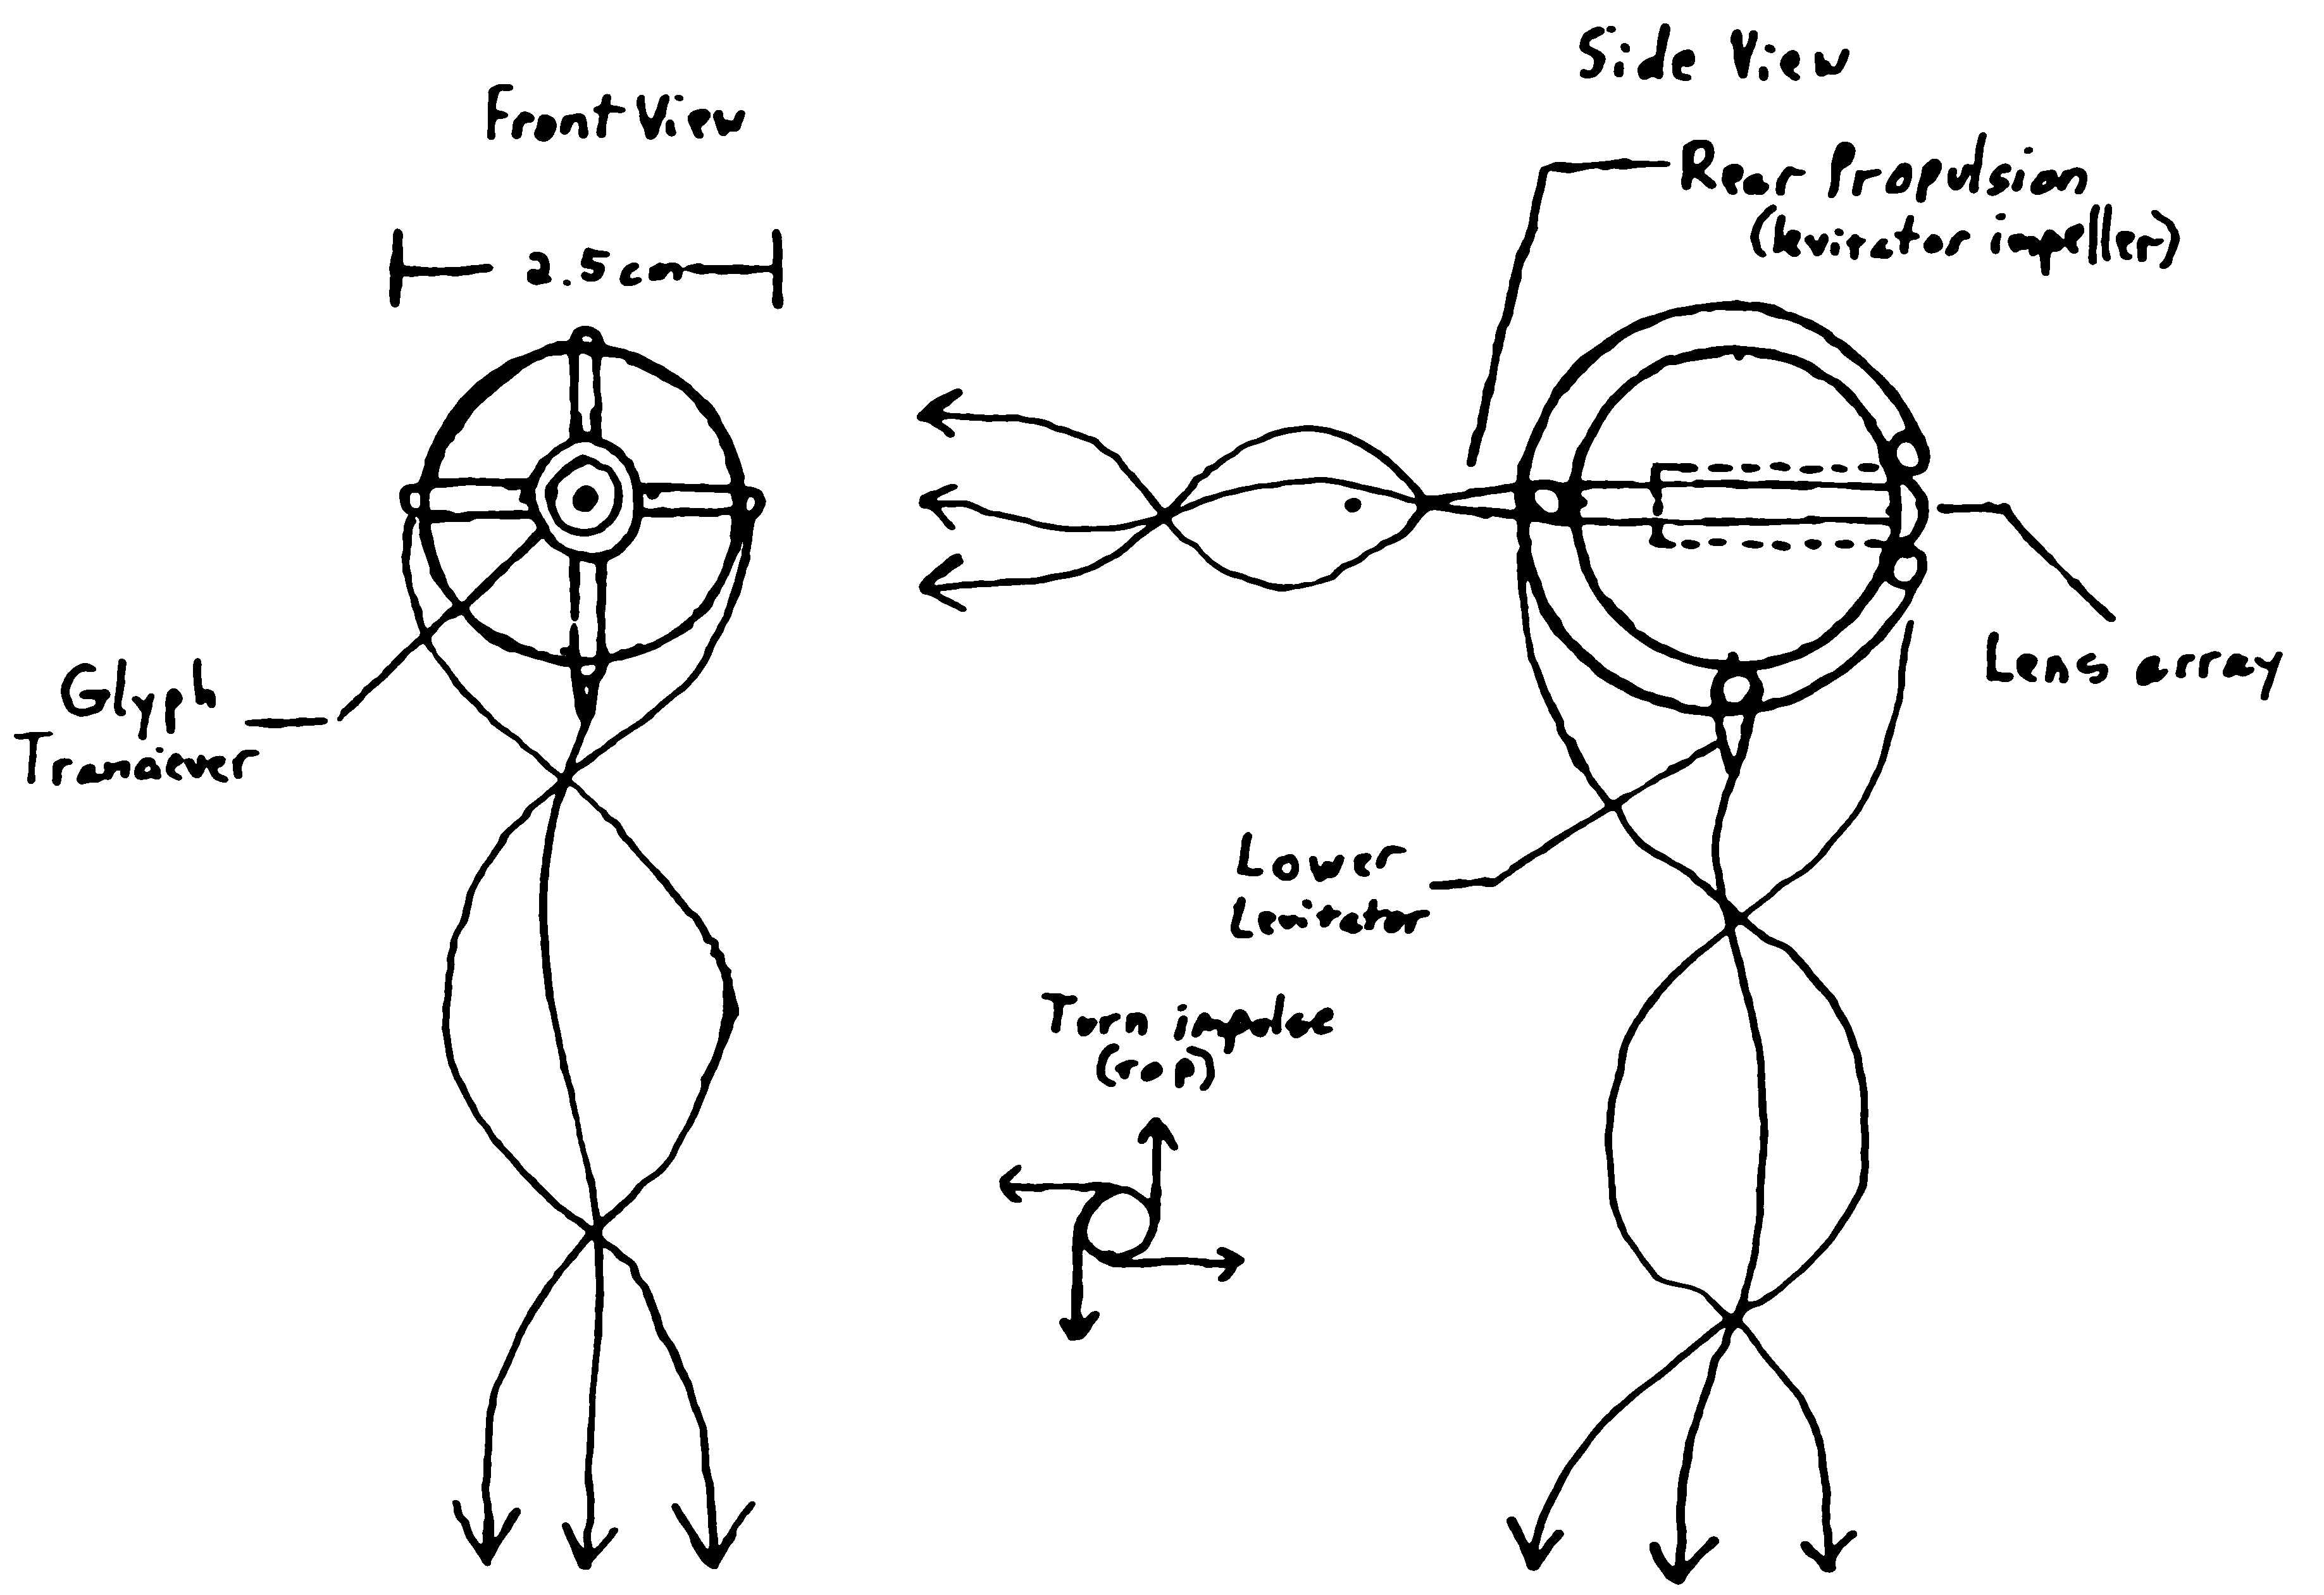 Front View
2.5 cm
Glyph
Tranciever
Side View
Rear Propulsion
(levitator impeller)
Lens array
Lower
Levitator
Turn impulse
(top)